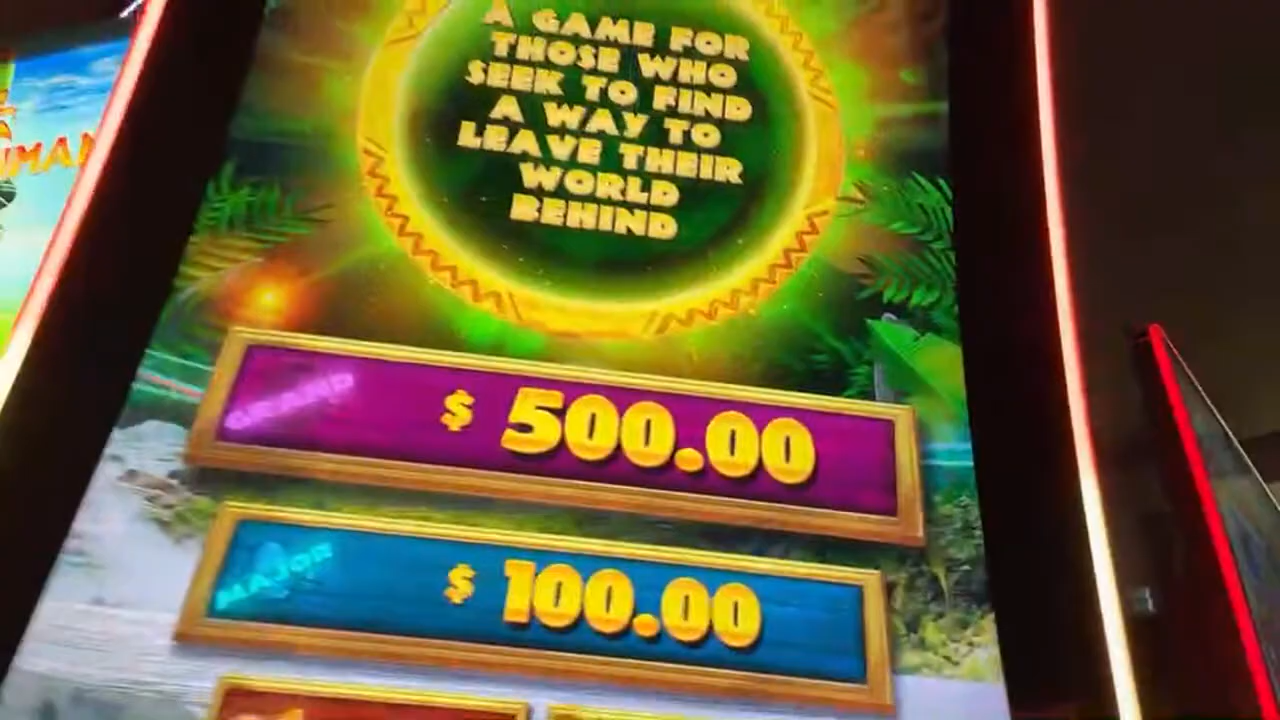 A GAME FOR
THOSE WHO
SEEK TO FIND
A WAY TO
LEAVE THEIR
WORLD
BEHIND
GRAND
$ 500.00
MAJOR
$ 100.00